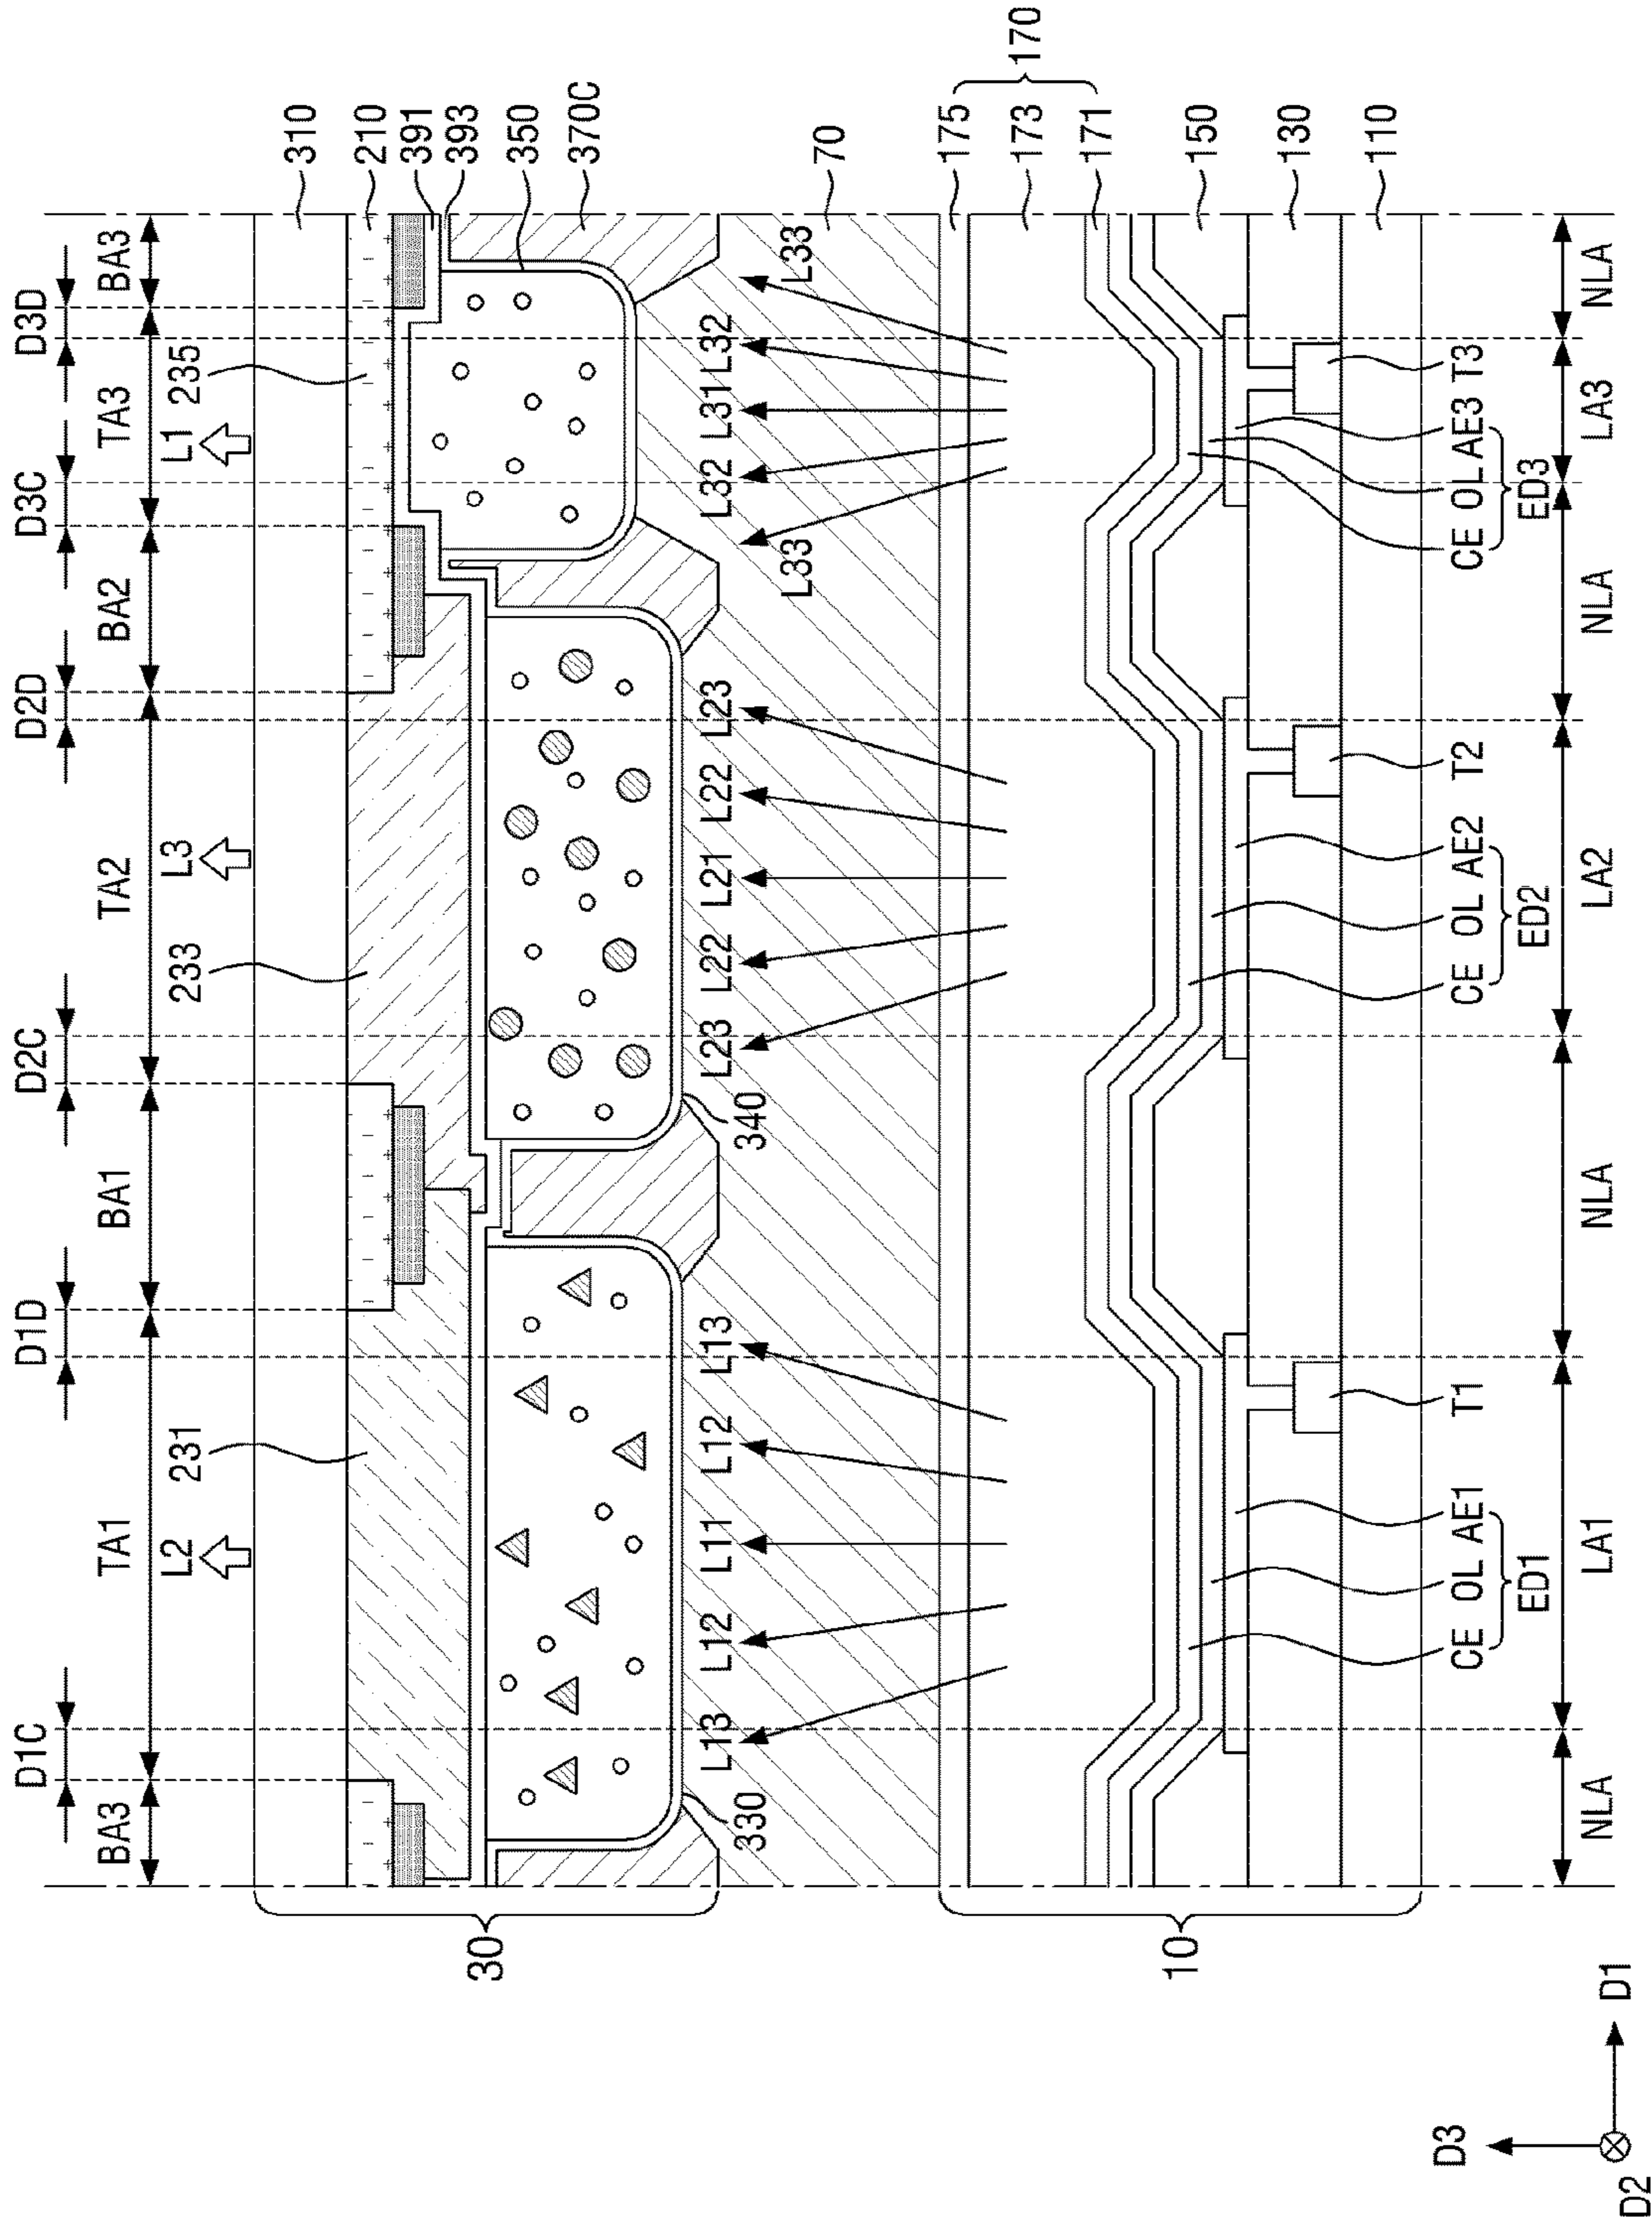 D1C D1D D2C D2D D3C D3D
BA3 TA1 BA1 TA2 BA2 TA3 BA3
L2 L3 L1
231 233 235
310
210
391
393
350
370C
70
175
173
171
170
150
130
110
30
330 340
L13 L12 L11 L12 L13 L23 L22 L21 L22 L23 L33 L32 L31 L32 L33
10
CE OL AE1 T1 CE OL AE2 T2 CE OL AE3 T3
ED1 ED2 ED3
NLA LA1 NLA LA2 NLA LA3 NLA
D3
D2
D1